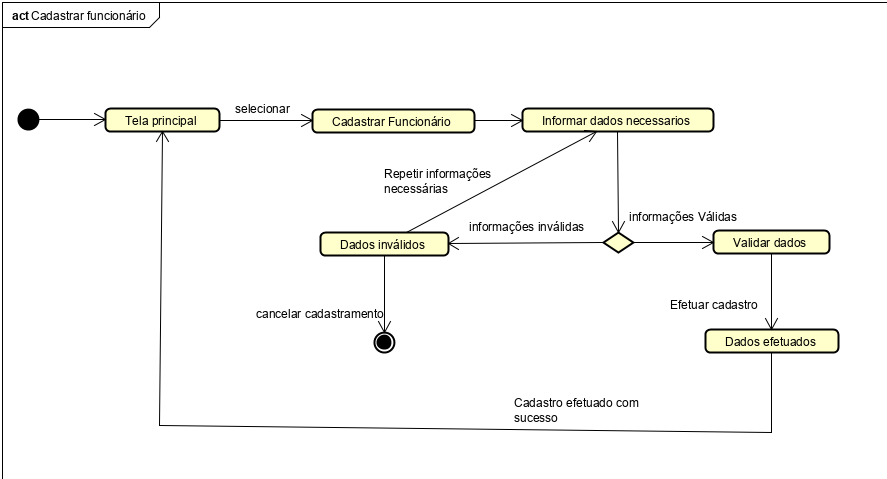 act Cadastrar funcionário
selecionar
Tela principal
Cadastrar Funcionário
Informar dados necessarios
Repetir informações
necessárias
informações inválidas
informações Válidas
Dados inválidos
Validar dados
Efetuar cadastro
cancelar cadastramento
Dados efetuados
Cadastro efetuado com
sucesso